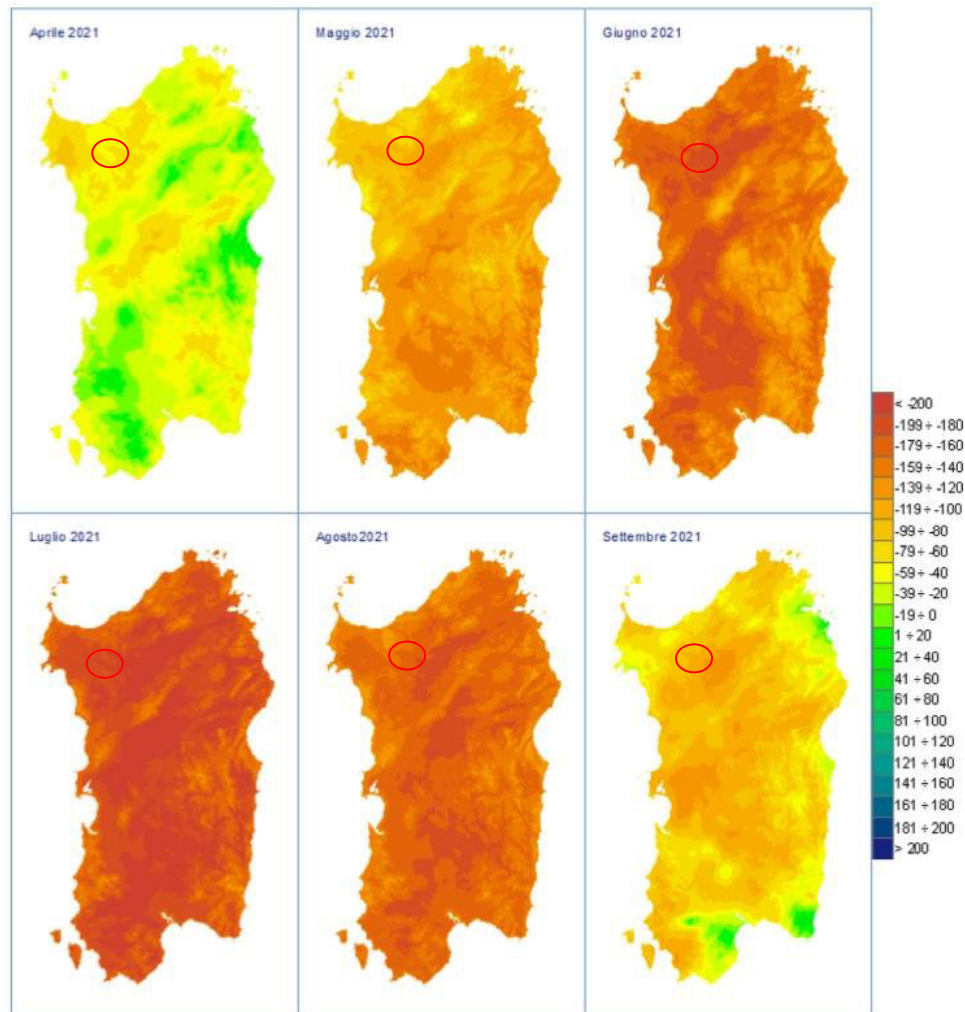 Aprile 2021
Maggio 2021
Giugno 2021
Luglio 2021
Agosto2021
Settembre 2021
< -200
-199 ÷ -180
-179 ÷ -160
-159 ÷ -140
-139 ÷ -120
-119 ÷ -100
-99 ÷ -80
-79 ÷ -60
-59 ÷ -40
-39 ÷ -20
-19 ÷ 0
1 ÷ 20
21 ÷ 40
41 ÷ 60
61 ÷ 80
81 ÷ 100
101 ÷ 120
121 ÷ 140
141 ÷ 160
161 ÷ 180
181 ÷ 200
> 200